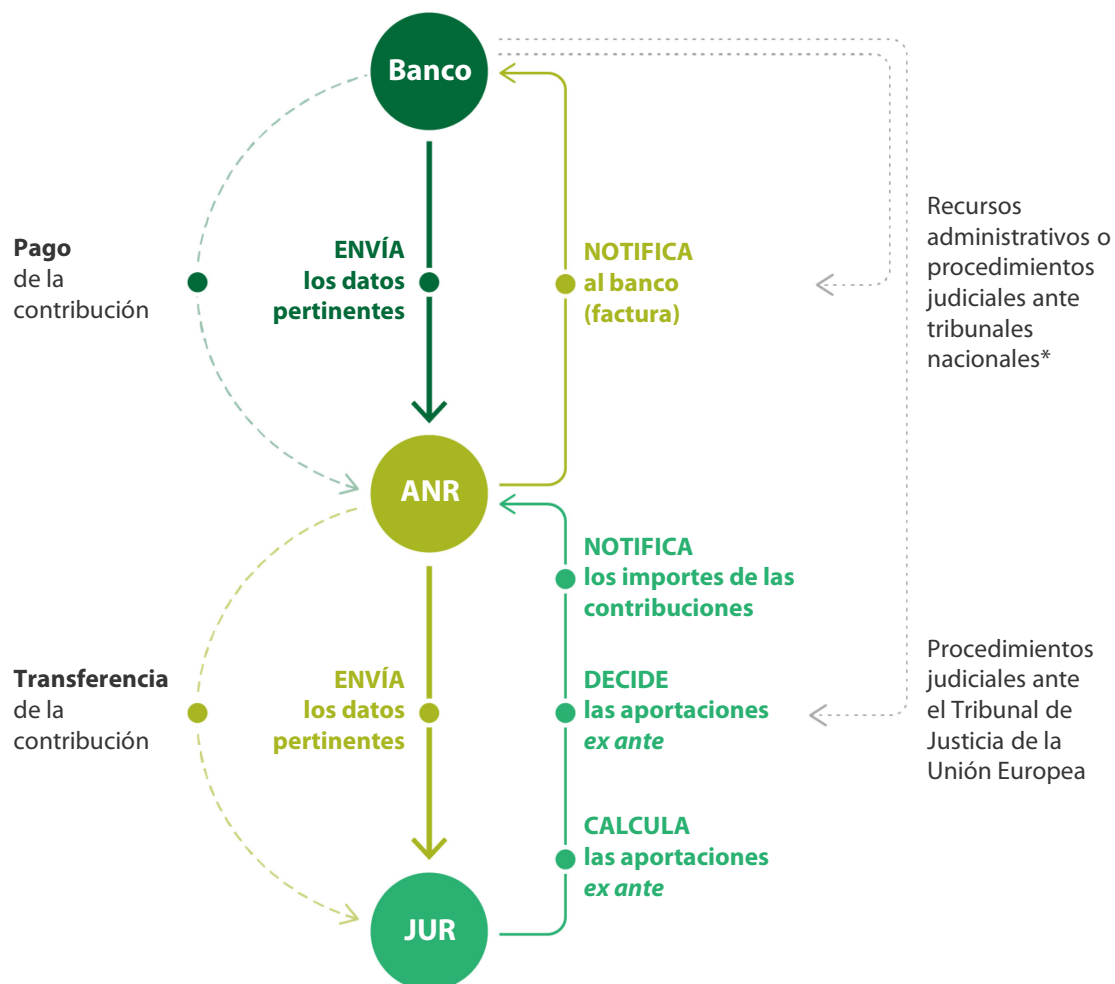 Banco
Pago
de la
contribución
ENVÍA
los datos
pertinentes
NOTIFICA
al banco
(factura)
Recursos
administrativos o
procedimientos
judiciales ante
tribunales
nacionales*
ANR
NOTIFICA
los importes de las
contribuciones
Transferencia
de la
contribución
ENVÍA
los datos
pertinentes
DECIDE
las aportaciones
ex ante
Procedimientos
judiciales ante
el Tribunal de
Justicia de la
Unión Europea
CALCULA
las aportaciones
ex ante
JUR